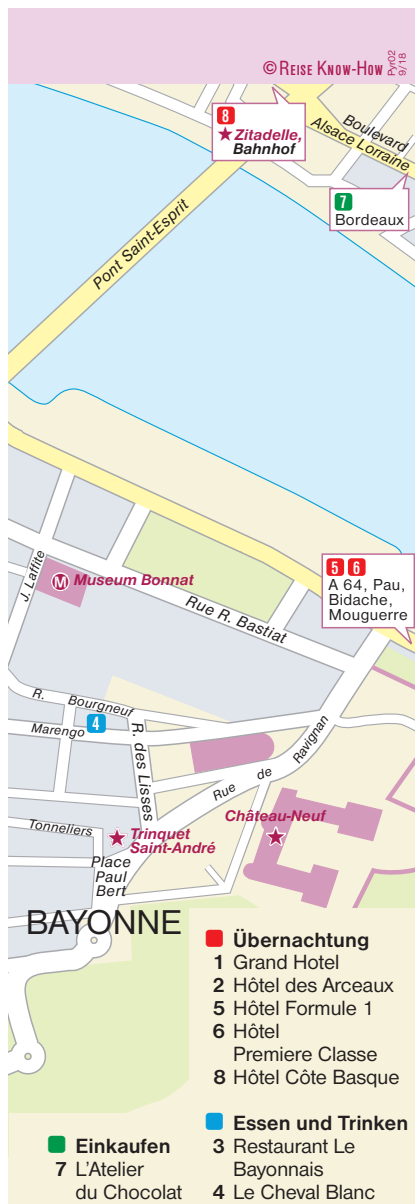 © REISE KNOW-HOW Pyr02
9/18
8
Zitadelle,
Bahnhof
Boulevard
Alsace Lorraine
7
Bordeaux
Pont Saint-Esprit
J. Laffite
M Museum Bonnat
Rue R. Bastiat
5 6
A 64, Pau,
Bidache,
Mouguerre
R. Bourgneuf
Marengo
4
R. des Lisses
Rue de Ravignan
Tonneliers
Trinquet
Saint-André
Château-Neuf
Place
Paul
Bert
BAYONNE
Übernachtung
1 Grand Hotel
2 Hôtel des Arceaux
5 Hôtel Formule 1
6 Hôtel
Premiere Classe
8 Hôtel Côte Basque
Einkaufen
7 L'Atelier
du Chocolat
Essen und Trinken
3 Restaurant Le
Bayonnais
4 Le Cheval Blanc